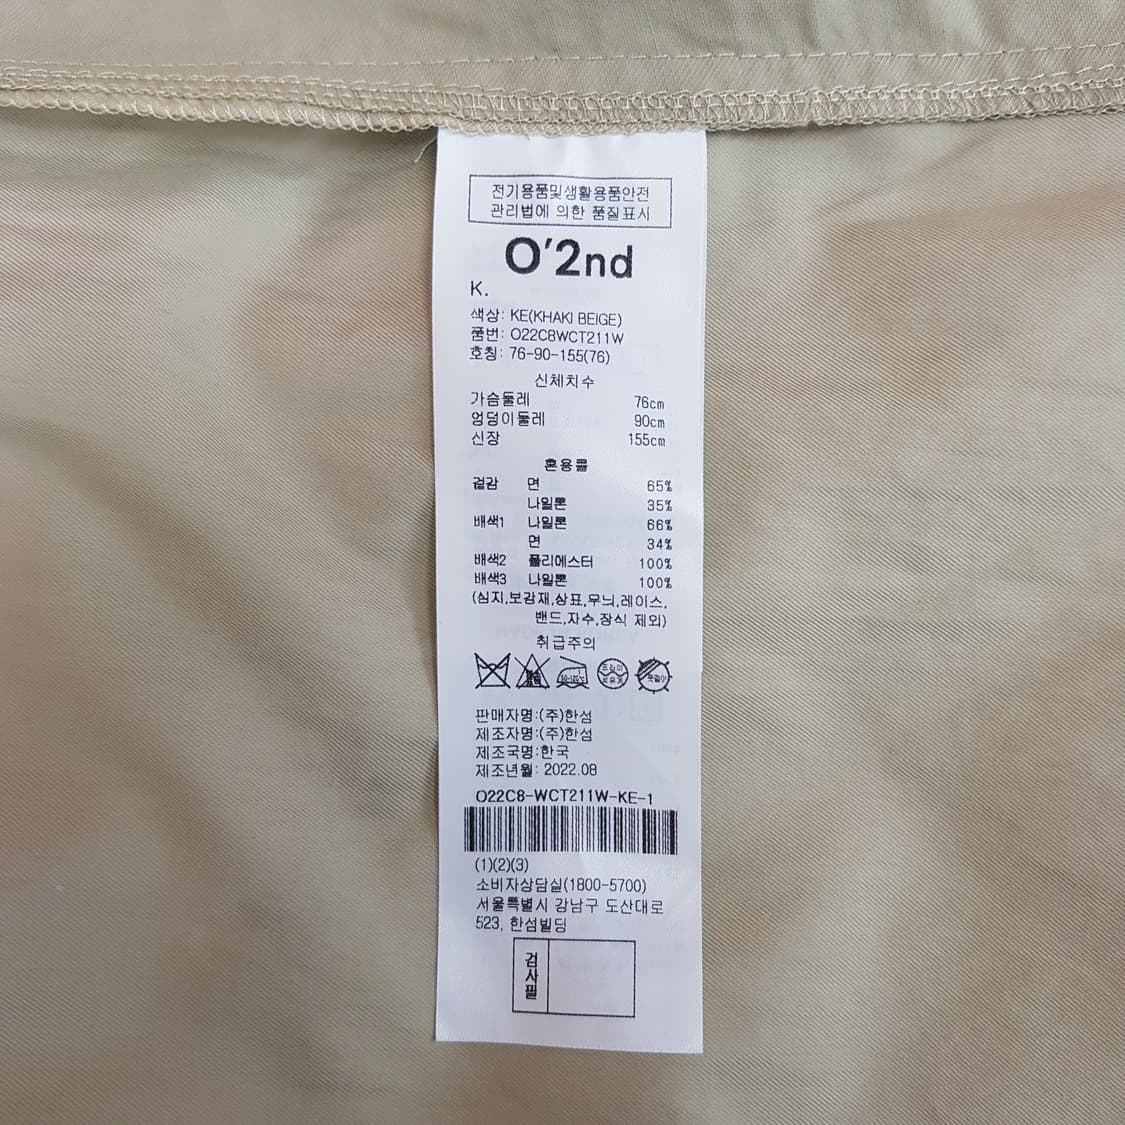 전기용품및생활용품안전
관리법에 의한 품질표시
O'2nd
K.
색상: KE(KHAKI BEIGE)
품번: O22C8WCT211W
호칭: 76-90-155(76)
신체치수
가슴둘레 76cm
엉덩이둘레 90cm
신장 155cm
혼용률
겉감 면 65%
나일론 35%
배색1 나일론 66%
면 34%
배색2 폴리에스터 100%
배색3 나일론 100%
(심지,보강재,상표,무늬,레이스,
밴드,자수,장식 제외)
취급주의
판매자명:(주)한섬
제조자명:(주)한섬
제조국명:한국
제조년월: 2022.08
O22C8-WCT211W-KE-1
(1)(2)(3)
소비자상담실(1800-5700)
서울특별시 강남구 도산대로
523, 한섬빌딩
검사필